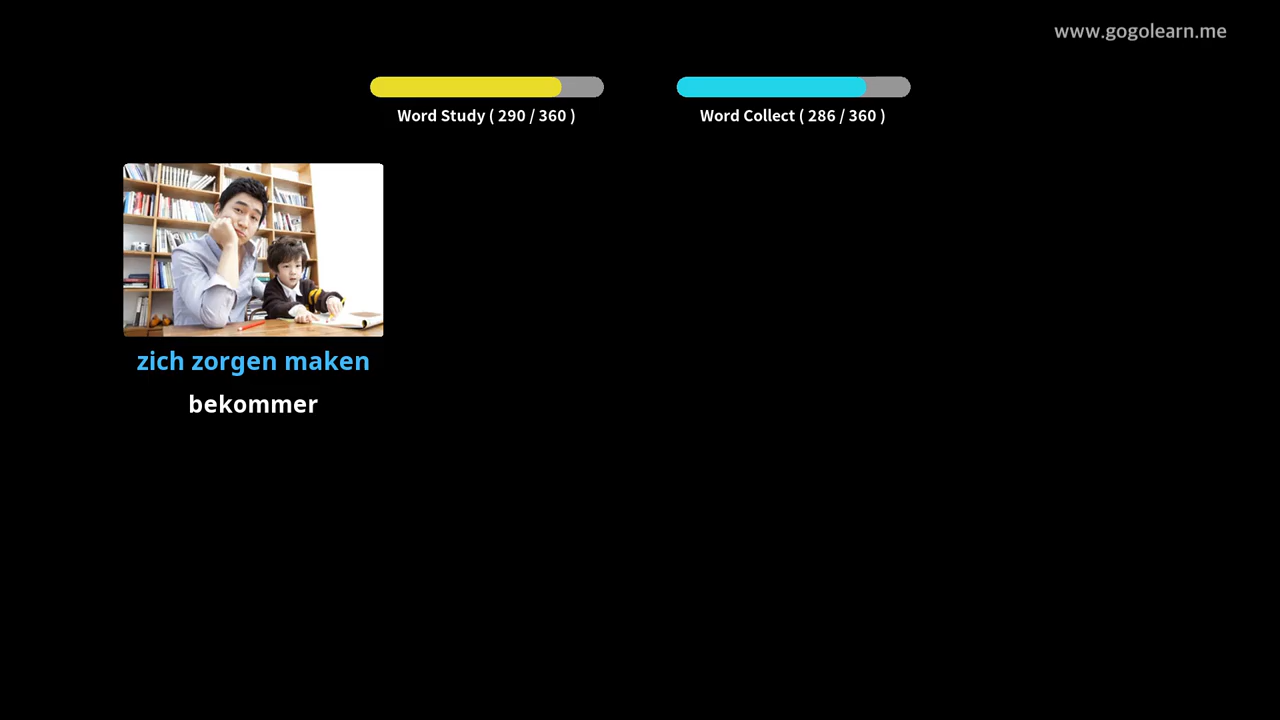 www.gogolearn.me
Word Study ( 290 / 360 )
Word Collect ( 286 / 360 )
zich zorgen maken
bekommer